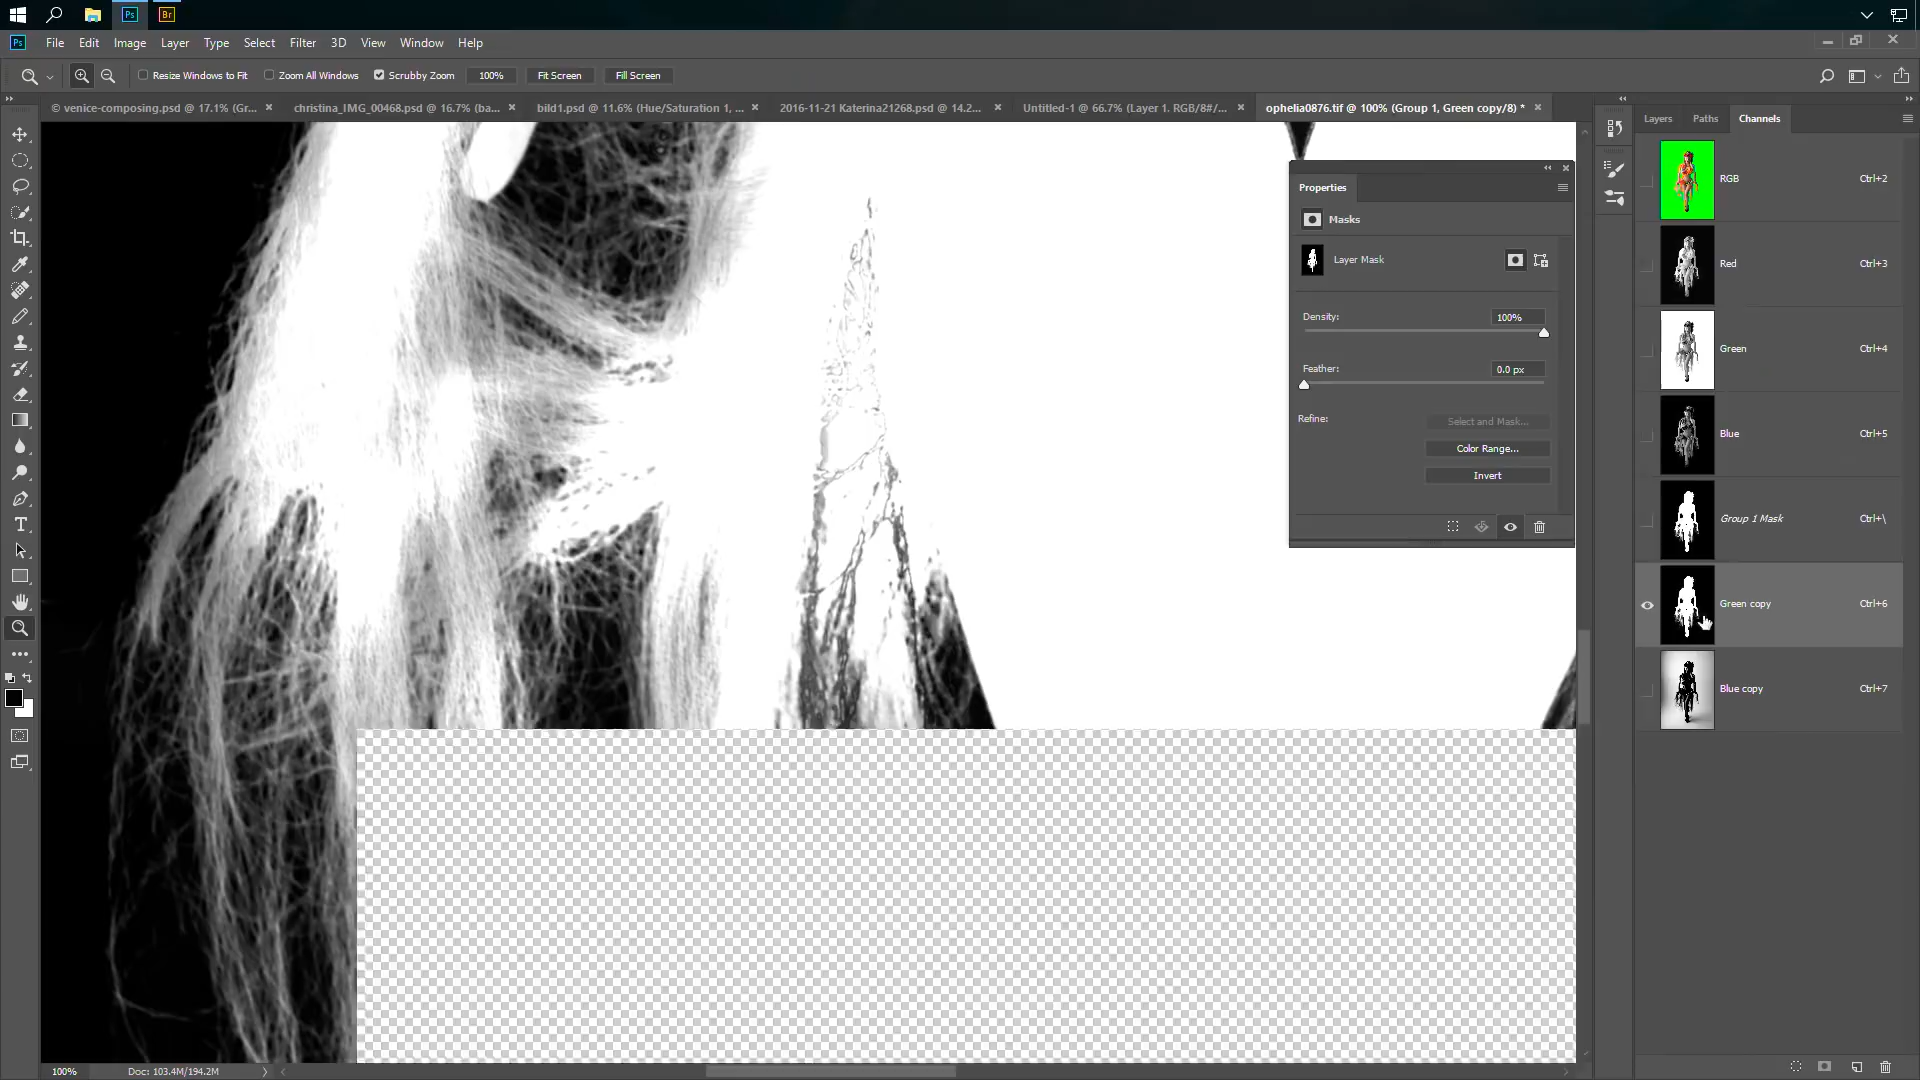 Ps Br
Ps File Edit Image Layer Type Select Filter 3D View Window Help
Resize Windows to Fit Zoom All Windows Scrubby Zoom 100% Fit Screen Fill Screen
© venice-composing.psd @ 17.1% (Gr... christina_IMG_00468.psd @ 16.7% (ba... bild1.psd @ 11.6% (Hue/Saturation 1, ... 2016-11-21 Katerina21268.psd @ 14.2... Untitled-1 @ 66.7% (Layer 1. RGB/8#/... ophelia0876.tif @ 100% (Group 1, Green copy/8) *
Layers Paths Channels
RGB Ctrl+2
Red Ctrl+3
Green Ctrl+4
Blue Ctrl+5
Group 1 Mask Ctrl+\
Green copy Ctrl+6
Blue copy Ctrl+7
Properties
Masks
Layer Mask
Density: 100%
Feather: 0.0 px
Refine: Select and Mask...
Color Range...
Invert
T
100% Doc: 103.4M/194.2M